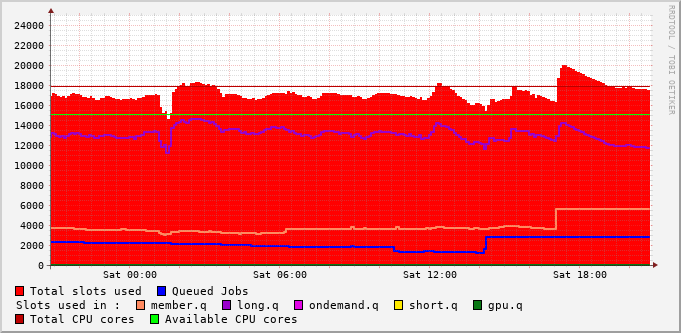 24000
22000
20000
18000
16000
14000
12000
10000
8000
6000
4000
2000
0
Sat 00:00 Sat 06:00 Sat 12:00 Sat 18:00
RRDTOOL / TOBI OETIKER
Total slots used Queued Jobs
Slots used in : member.q long.q ondemand.q short.q gpu.q
Total CPU cores Available CPU cores